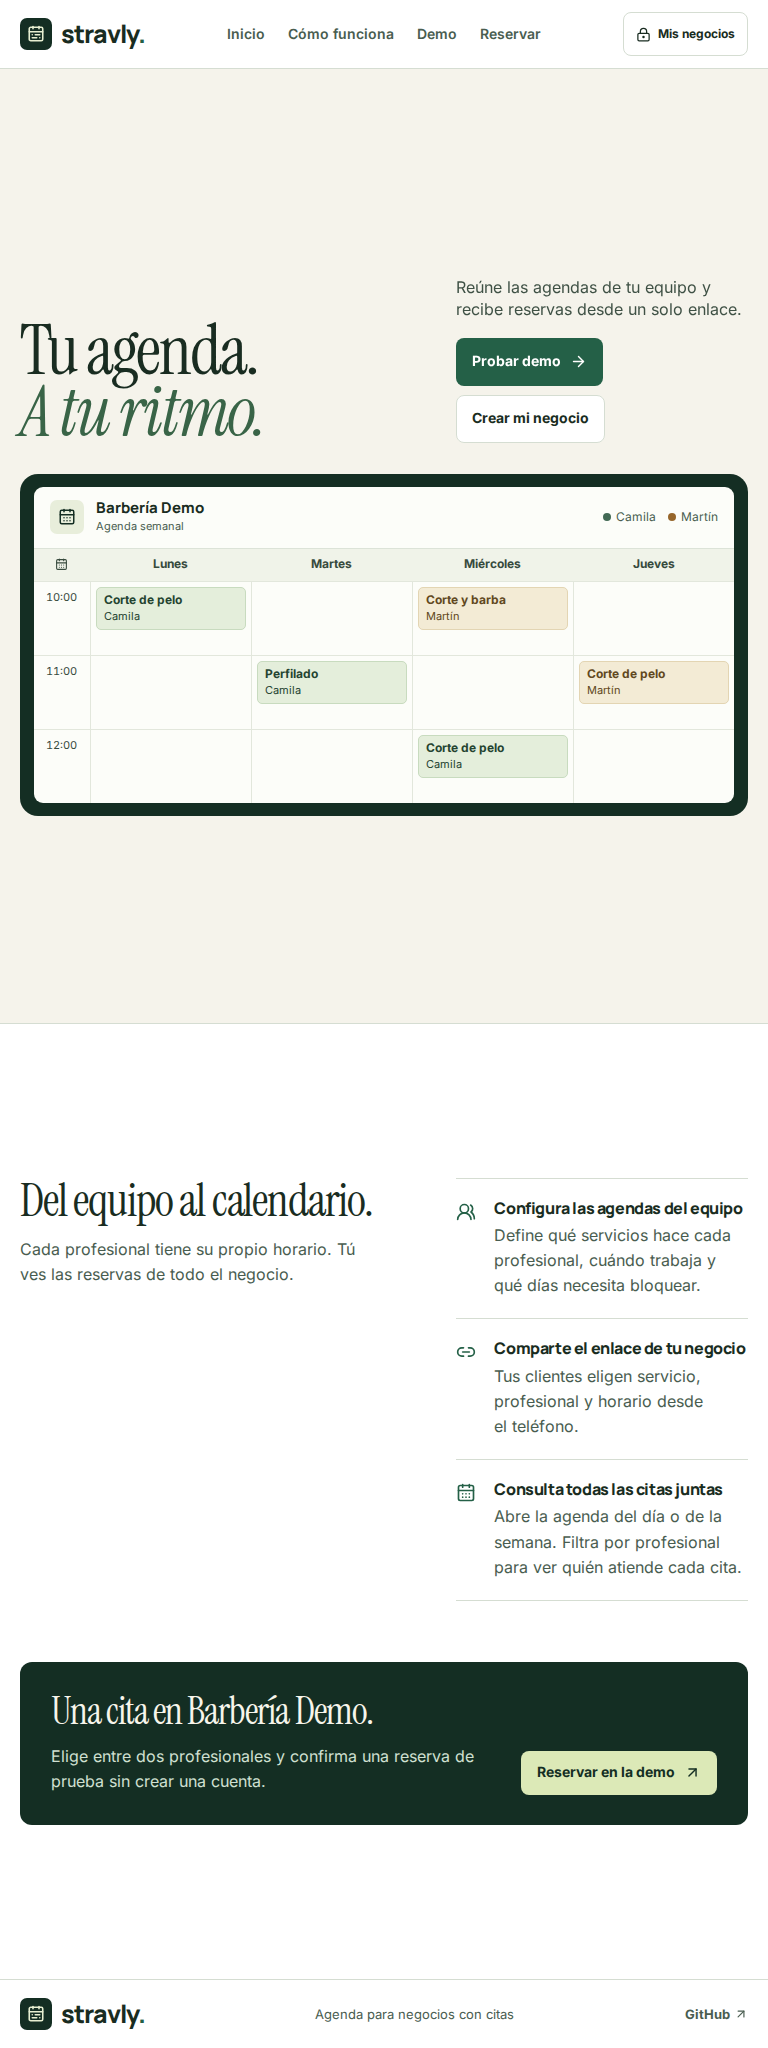 stravly.
Inicio
Cómo funciona
Demo
Reservar
Mis negocios
Tu agenda.
A tu ritmo.
Reúne las agendas de tu equipo y
recibe reservas desde un solo enlace.
Probar demo
Crear mi negocio
Barbería Demo
Agenda semanal
Camila
Martín
Lunes
Martes
Miércoles
Jueves
10:00
Corte de pelo
Camila
Corte y barba
Martín
11:00
Perfilado
Camila
Corte de pelo
Martín
12:00
Corte de pelo
Camila
Del equipo al calendario.
Cada profesional tiene su propio horario. Tú
ves las reservas de todo el negocio.
Configura las agendas del equipo
Define qué servicios hace cada
profesional, cuándo trabaja y
qué días necesita bloquear.
Comparte el enlace de tu negocio
Tus clientes eligen servicio,
profesional y horario desde
el teléfono.
Consulta todas las citas juntas
Abre la agenda del día o de la
semana. Filtra por profesional
para ver quién atiende cada cita.
Una cita en Barbería Demo.
Elige entre dos profesionales y confirma una reserva de
prueba sin crear una cuenta.
Reservar en la demo
stravly.
Agenda para negocios con citas
GitHub